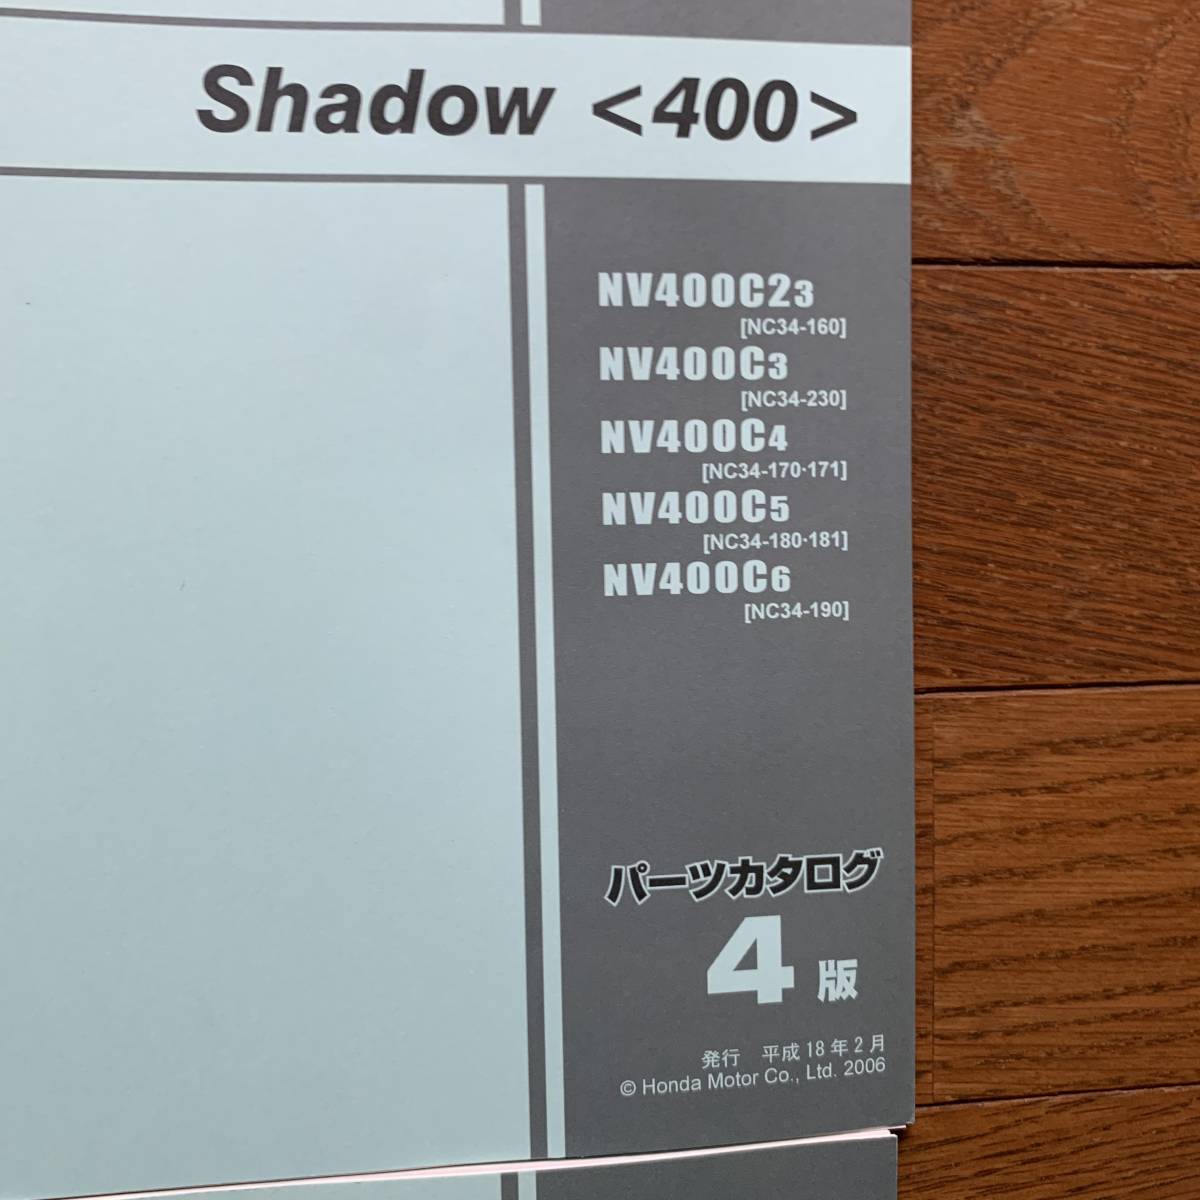 Shadow <400>
NV400C23
[NC34-160]
NV400C3
[NC34-230]
NV400C4
[NC34-170·171]
NV400C5
[NC34-180·181]
NV400C6
[NC34-190]
パーツカタログ
4版
発行 平成18年2月
© Honda Motor Co., Ltd. 2006